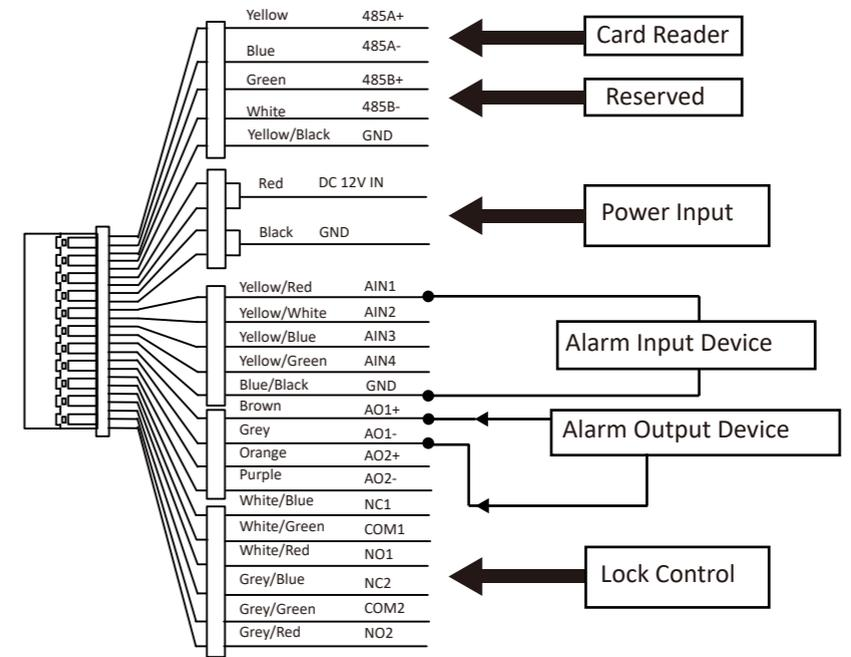 Yellow 485A+
Card Reader
Blue 485A-
Green 485B+
Reserved
White 485B-
Yellow/Black GND
Red DC 12V IN
Power Input
Black GND
Yellow/Red AIN1
Yellow/White AIN2
Yellow/Blue AIN3
Alarm Input Device
Yellow/Green AIN4
Blue/Black GND
Brown AO1+
Grey AO1-
Alarm Output Device
Orange AO2+
Purple AO2-
White/Blue NC1
White/Green COM1
White/Red NO1
Lock Control
Grey/Blue NC2
Grey/Green COM2
Grey/Red NO2